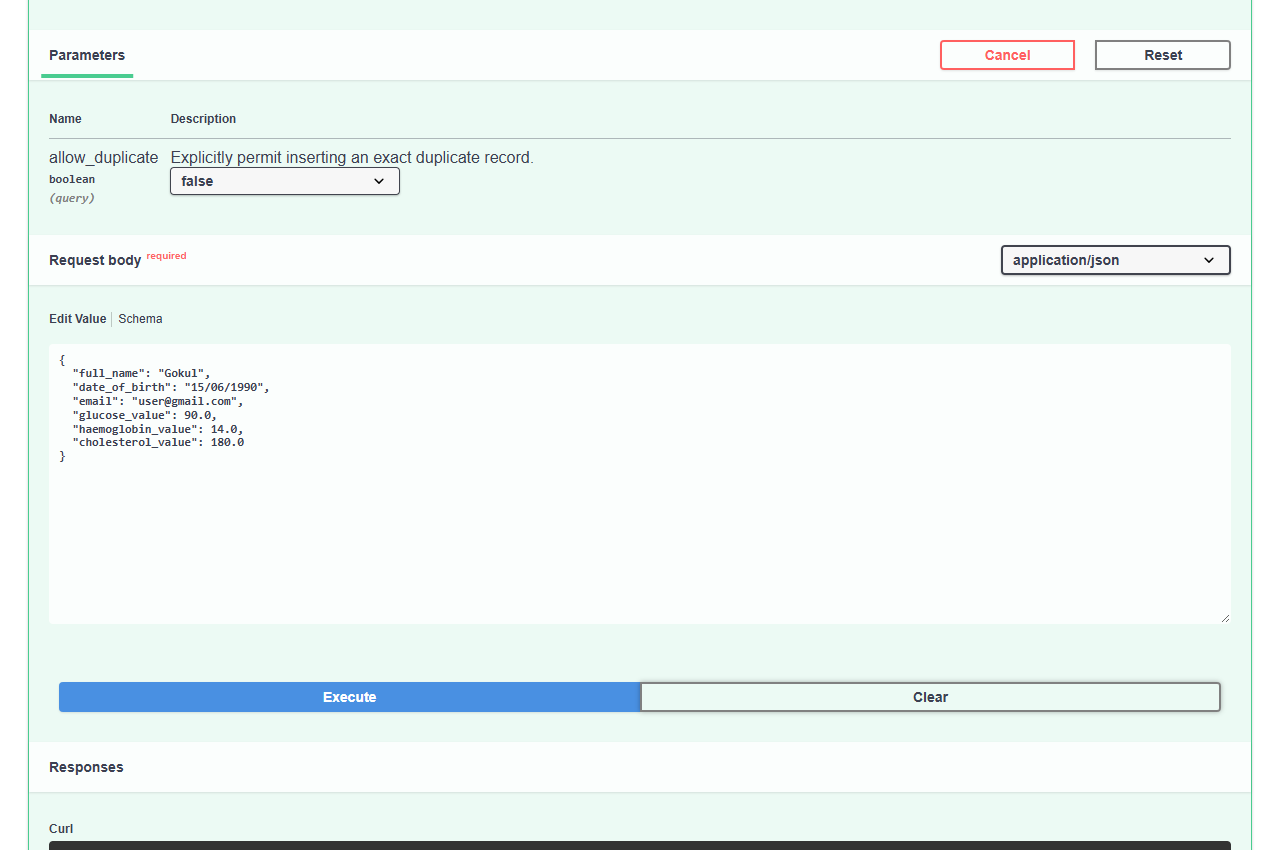 Parameters
Cancel
Reset
Name Description
allow_duplicate Explicitly permit inserting an exact duplicate record.
boolean
false
(query)
Request body required
application/json
Edit Value Schema
{
  "full_name": "Gokul",
  "date_of_birth": "15/06/1990",
  "email": "user@gmail.com",
  "glucose_value": 90.0,
  "haemoglobin_value": 14.0,
  "cholesterol_value": 180.0
}
Execute
Clear
Responses
Curl